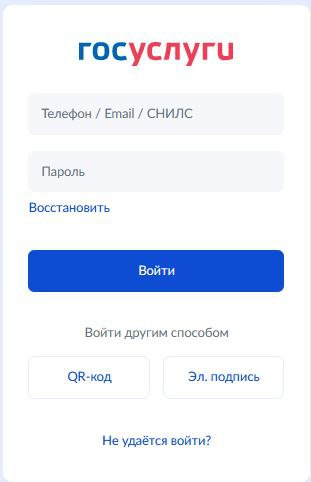 госуслуги
Телефон / Email / СНИЛС
Пароль
Восстановить
Войти
Войти другим способом
QR-код
Эл. подпись
Не удаётся войти?